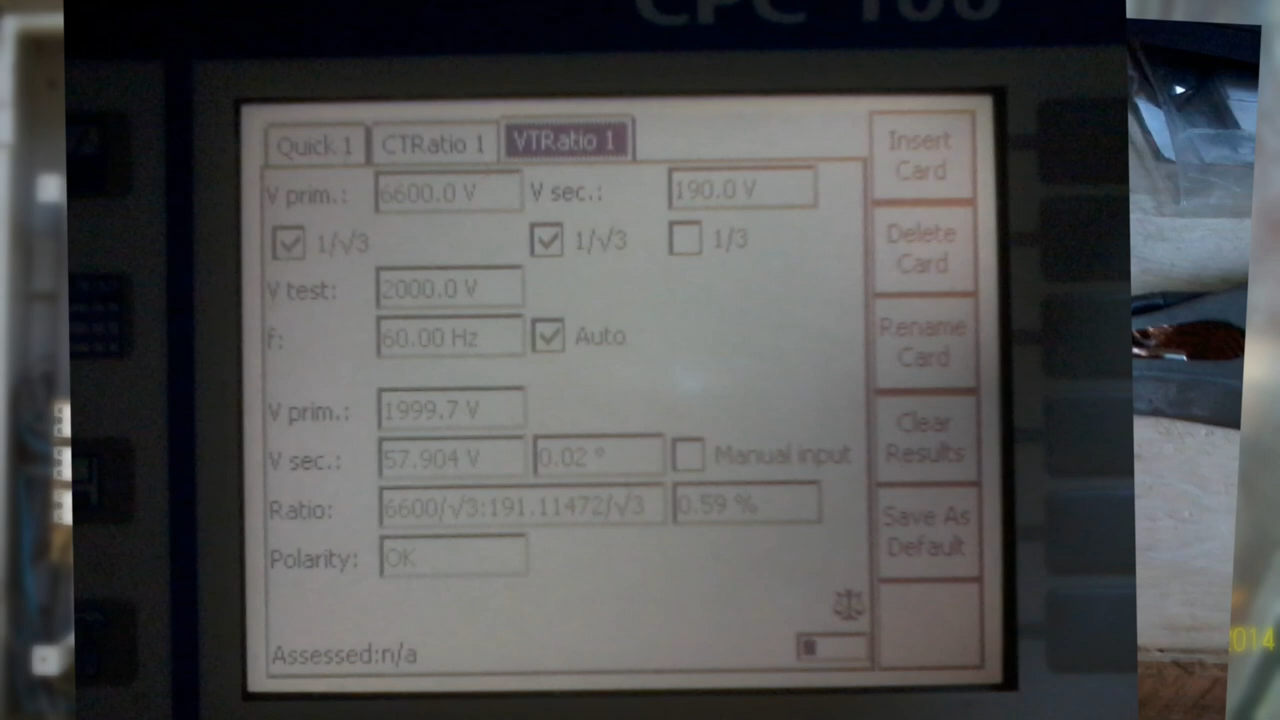 CPC 100
Quick 1 CTRatio 1 VTRatio 1
Insert Card
V prim.: 6600.0 V V sec.: 190.0 V
1/√3 1/√3 1/3
Delete Card
V test: 2000.0 V
f: 60.00 Hz Auto
Rename Card
V prim.: 1999.7 V
Clear Results
V sec.: 57.904 V 0.02 ° Manual input
Ratio: 6600/√3:191.11472/√3 0.59 %
Save As Default
Polarity: OK
Assessed:n/a
2014